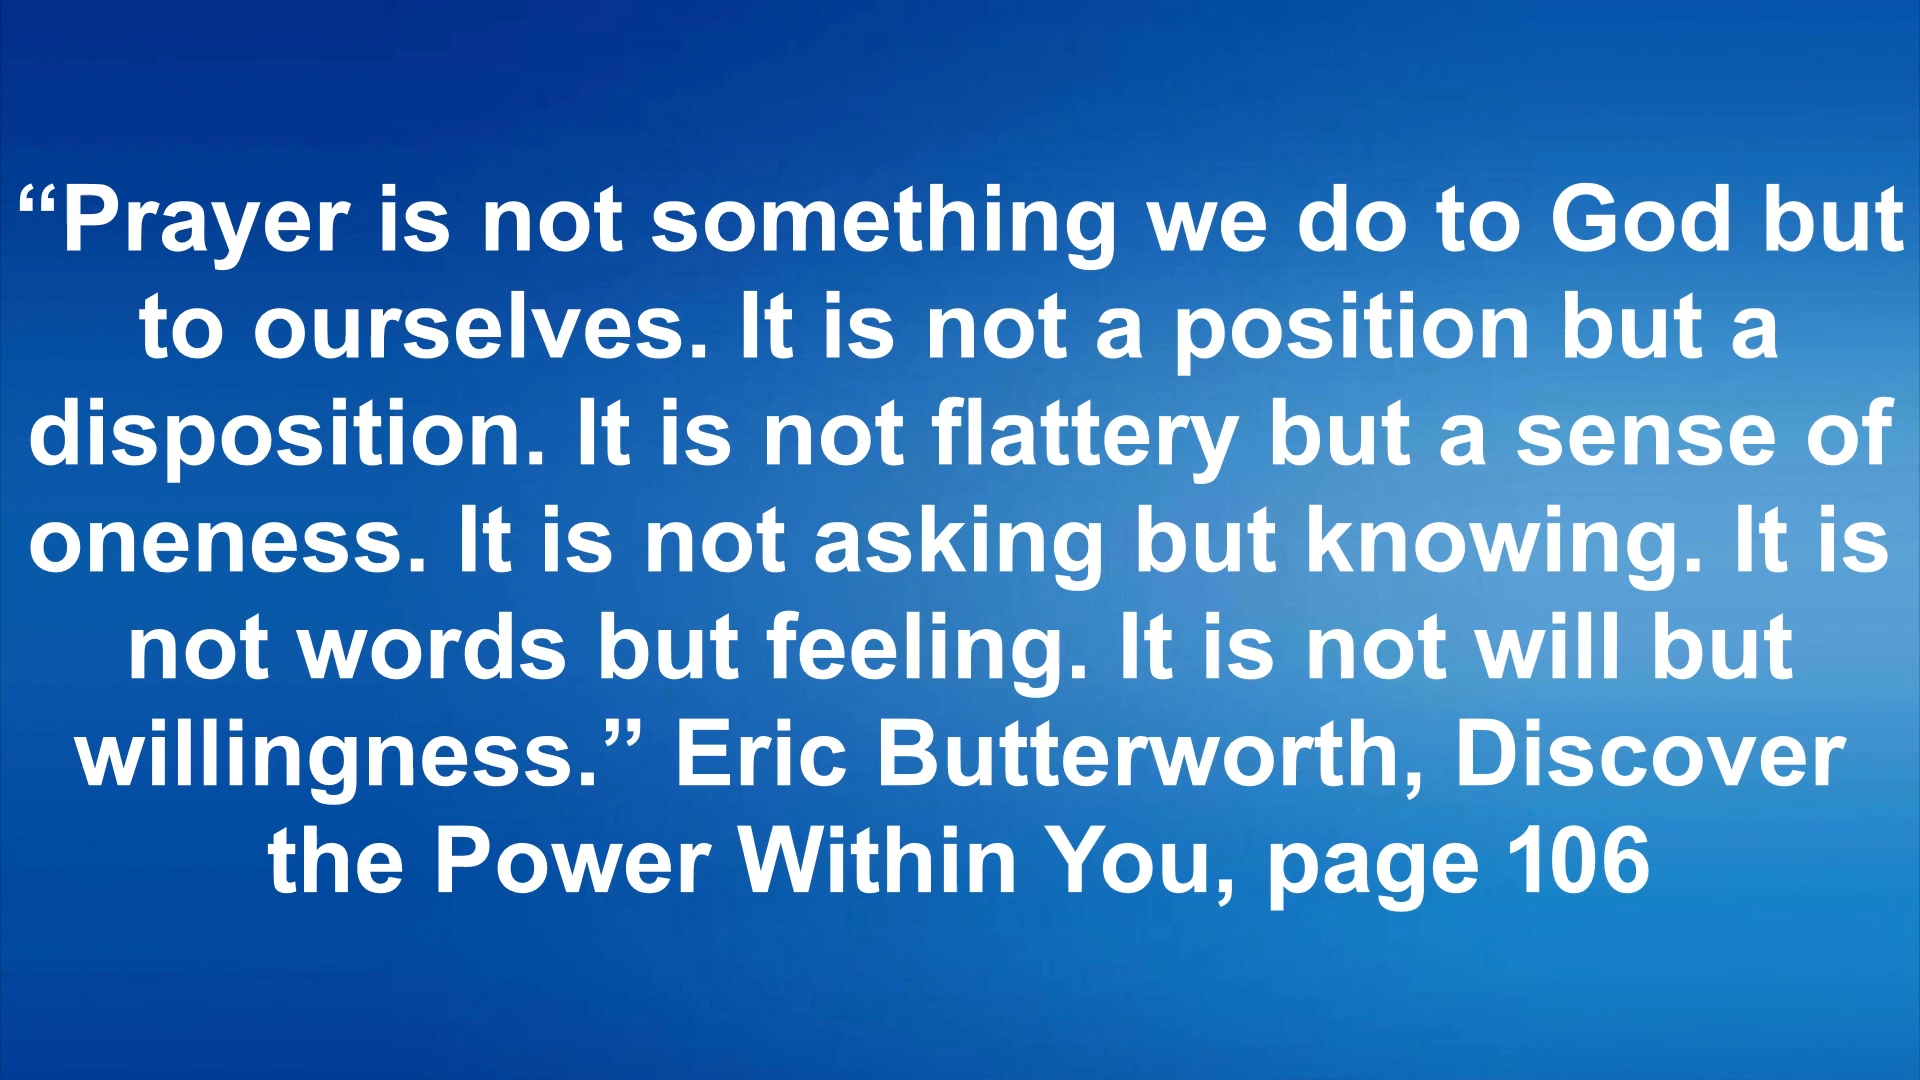 “Prayer is not something we do to God but
to ourselves. It is not a position but a
disposition. It is not flattery but a sense of
oneness. It is not asking but knowing. It is
not words but feeling. It is not will but
willingness.” Eric Butterworth, Discover
the Power Within You, page 106